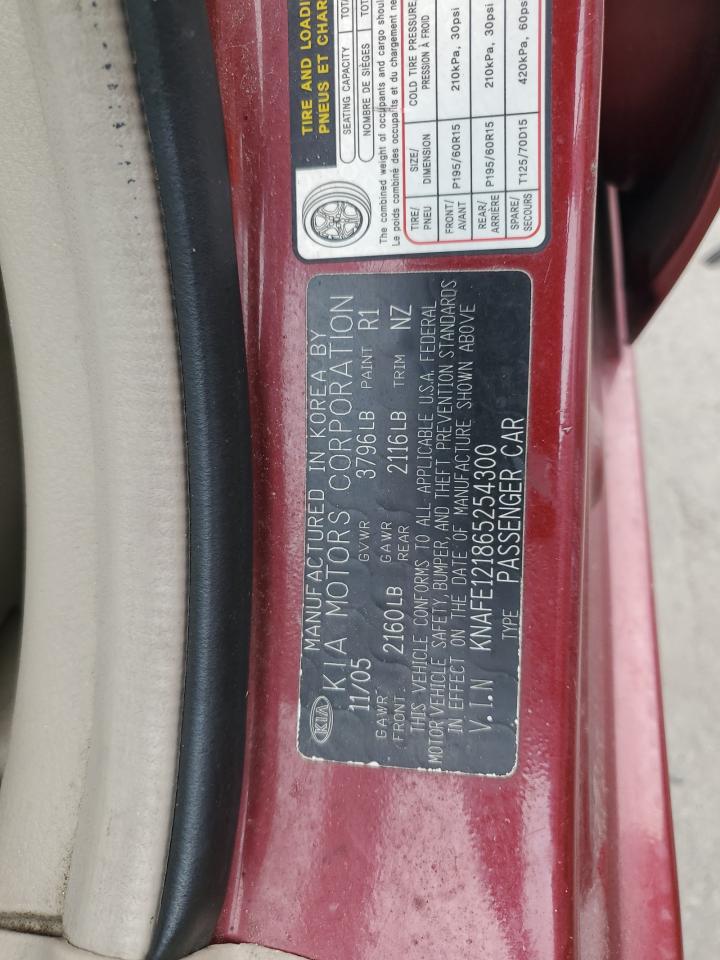 TIRE AND LOADI
PNEUS ET CHAR
SEATING CAPACITY TOTA
NOMBRE DE SIÈGES TOT
The combined weight of occupants and cargo shou
Le poids combiné des occupants et du chargement ne
TIRE/ PNEU SIZE/ DIMENSION COLD TIRE PRESSURE/ PRESSION À FROID
FRONT/ AVANT P195/60R15 210kPa, 30psi
REAR/ ARRIÈRE P195/60R15 210kPa, 30psi
SPARE/ SECOURS T125/70D15 420kPa, 60ps
KIA
MANUFACTURED IN KOREA BY
KIA MOTORS CORPORATION
11/05 GVWR 3796LB PAINT R1
GAWR FRONT 2160LB GAWR REAR 2116LB TRIM NZ
THIS VEHICLE CONFORMS TO ALL APPLICABLE U.S.A. FEDERAL
MOTOR VEHICLE SAFETY, BUMPER, AND THEFT PREVENTION STANDARDS
IN EFFECT ON THE DATE OF MANUFACTURE SHOWN ABOVE
V.I.N KNAFE121865254300
TYPE PASSENGER CAR